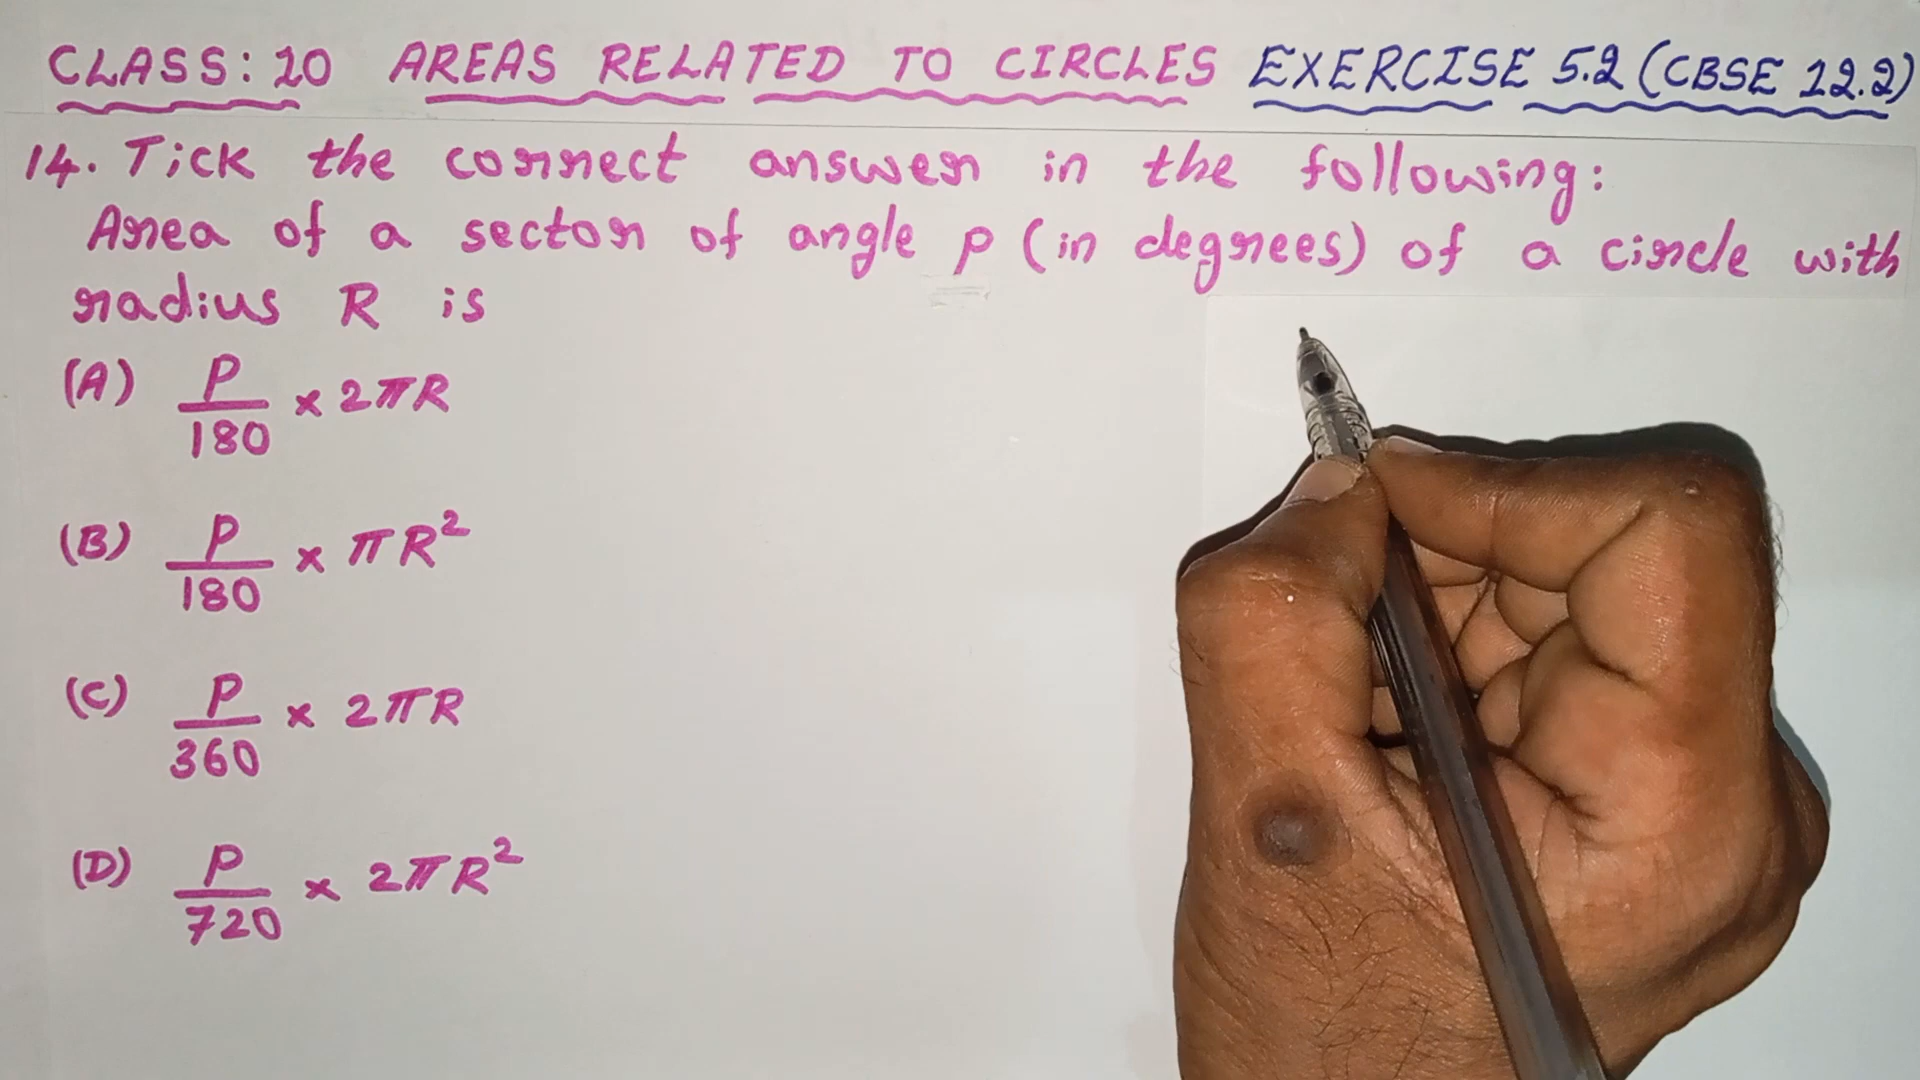 CLASS: 10 AREAS RELATED TO CIRCLES EXERCISE 5.2 (CBSE 12.2)
14. Tick the correct answer in the following:
Area of a sector of angle p (in degrees) of a circle with
radius R is
(A) P/180 × 2πR
(B) P/180 × πR²
(C) P/360 × 2πR
(D) P/720 × 2πR²